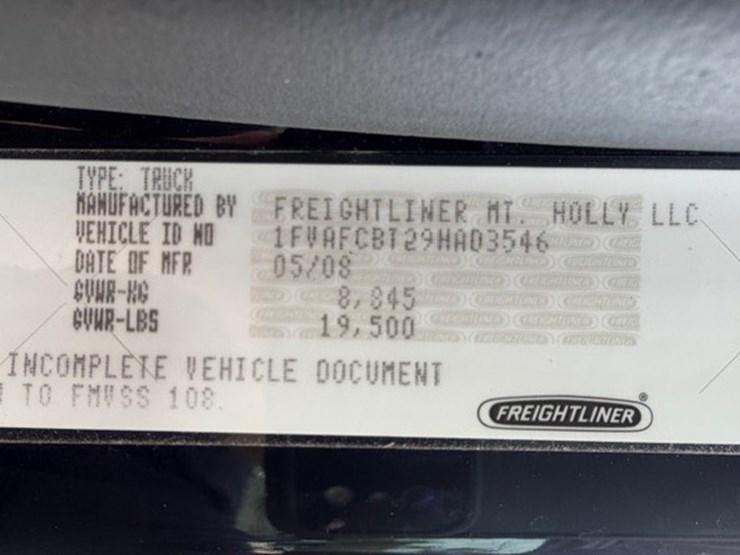 TYPE: TRUCK
MANUFACTURED BY FREIGHTLINER MT. HOLLY LLC
VEHICLE ID NO 1FVAFCBT29HAD3546
DATE OF MFR 05/08
GVWR-KG 8,845
GVWR-LBS 19,500
INCOMPLETE VEHICLE DOCUMENT
TO FMVSS 108.
FREIGHTLINER®